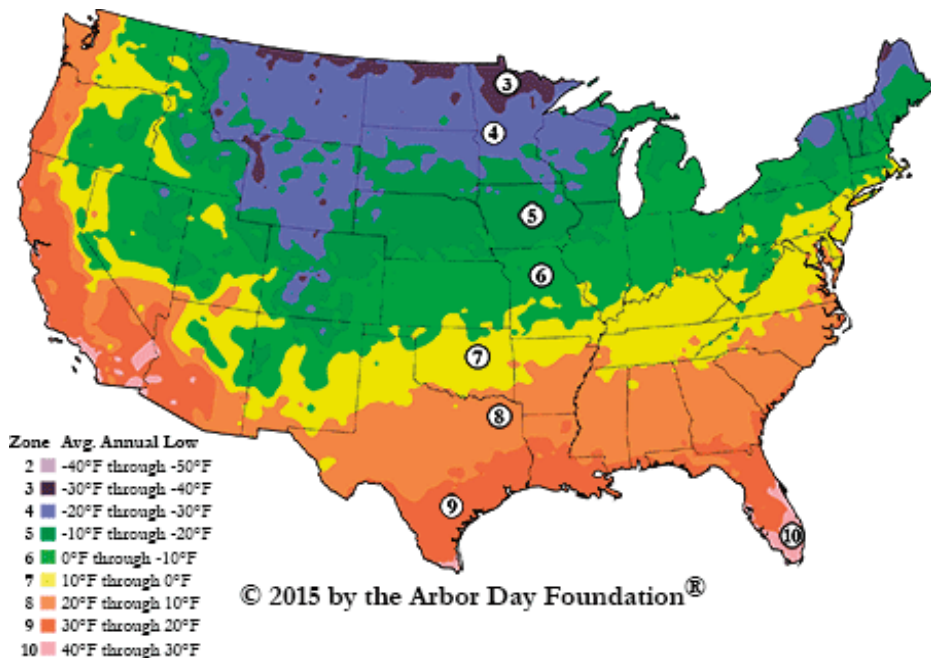 3
4
5
6
7
8
9
10
Zone Avg. Annual Low
2 -40°F through -50°F
3 -30°F through -40°F
4 -20°F through -30°F
5 -10°F through -20°F
6 0°F through -10°F
7 10°F through 0°F
8 20°F through 10°F
9 30°F through 20°F
10 40°F through 30°F
© 2015 by the Arbor Day Foundation®